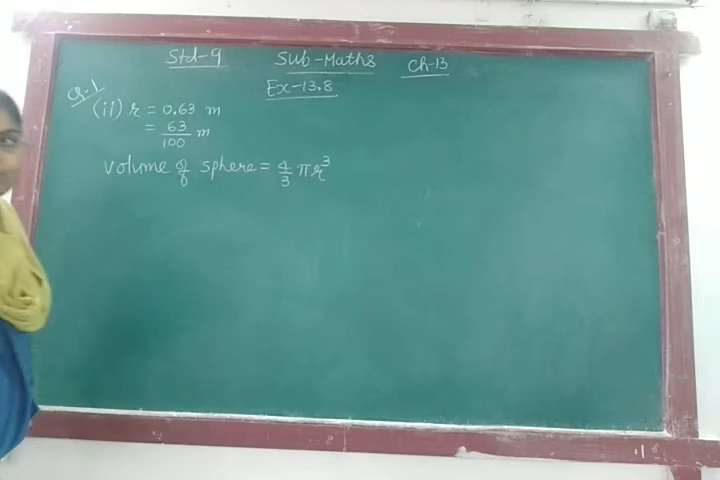 Std-9 Sub-Maths Ch-13
Ex-13.8
Q.1
(ii) r = 0.63 m
= 63/100 m
Volume of sphere = 4/3 πr³